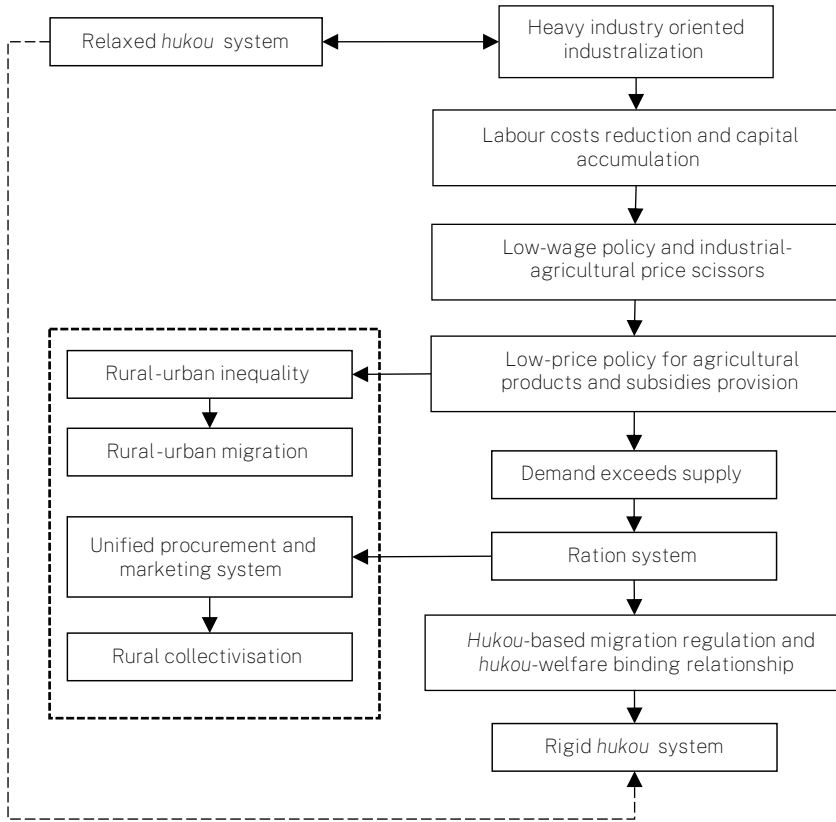 Relaxed hukou system
Heavy industry oriented
industralization
Labour costs reduction and capital
accumulation
Low-wage policy and industrial-
agricultural price scissors
Low-price policy for agricultural
products and subsidies provision
Rural-urban inequality
Rural-urban migration
Demand exceeds supply
Unified procurement and
marketing system
Ration system
Rural collectivisation
Hukou-based migration regulation and
hukou-welfare binding relationship
Rigid hukou system